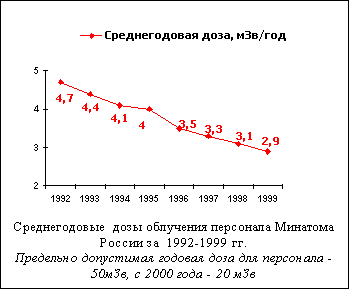 Среднегодовая доза, мЗв/год
5
4
3
2
4,7
4,4
4,1
4
3,5
3,3
3,1
2,9
1992 1993 1994 1995 1996 1997 1998 1999
Среднегодовые дозы облучения персонала Минатома
России за 1992-1999 гг.
Предельно допустимая годовая доза для персонала -
50мЗв, с 2000 года - 20 мЗв